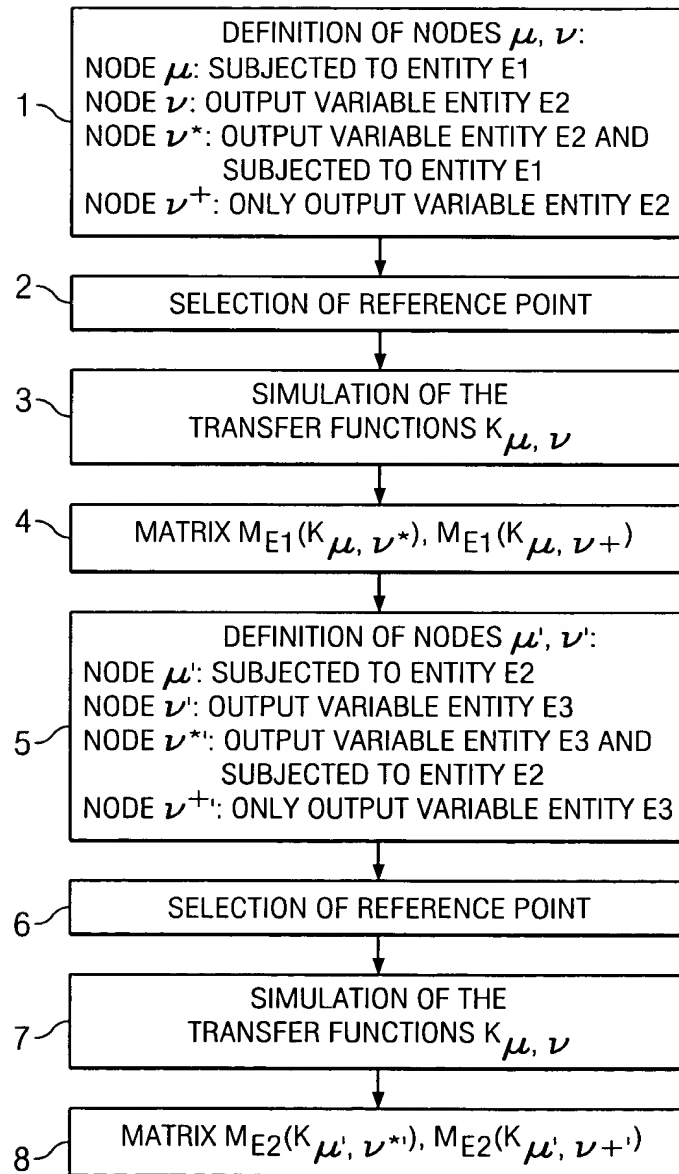 DEFINITION OF NODES μ, ν:
NODE μ: SUBJECTED TO ENTITY E1
1
NODE ν: OUTPUT VARIABLE ENTITY E2
NODE ν*: OUTPUT VARIABLE ENTITY E2 AND
SUBJECTED TO ENTITY E1
NODE ν+: ONLY OUTPUT VARIABLE ENTITY E2
2
SELECTION OF REFERENCE POINT
3
SIMULATION OF THE
TRANSFER FUNCTIONS Kμ, ν
4
MATRIX ME1(Kμ, ν*), ME1(Kμ, ν+)
DEFINITION OF NODES μ', ν':
NODE μ': SUBJECTED TO ENTITY E2
NODE ν': OUTPUT VARIABLE ENTITY E3
5
NODE ν*': OUTPUT VARIABLE ENTITY E3 AND
SUBJECTED TO ENTITY E2
NODE ν+': ONLY OUTPUT VARIABLE ENTITY E3
6
SELECTION OF REFERENCE POINT
7
SIMULATION OF THE
TRANSFER FUNCTIONS Kμ, ν
8
MATRIX ME2(Kμ', ν*'), ME2(Kμ', ν+')